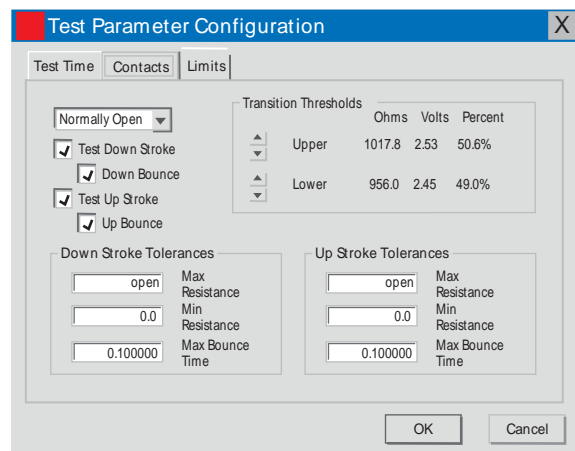 Test Parameter Configuration X
Test Time Contacts Limits
Normally Open
Test Down Stroke
Down Bounce
Test Up Stroke
Up Bounce
Transition Thresholds
Ohms Volts Percent
Upper 1017.8 2.53 50.6%
Lower 956.0 2.45 49.0%
Down Stroke Tolerances
open Max
Resistance
0.0 Min
Resistance
0.100000 Max Bounce
Time
Up Stroke Tolerances
open Max
Resistance
0.0 Min
Resistance
0.100000 Max Bounce
Time
OK Cancel